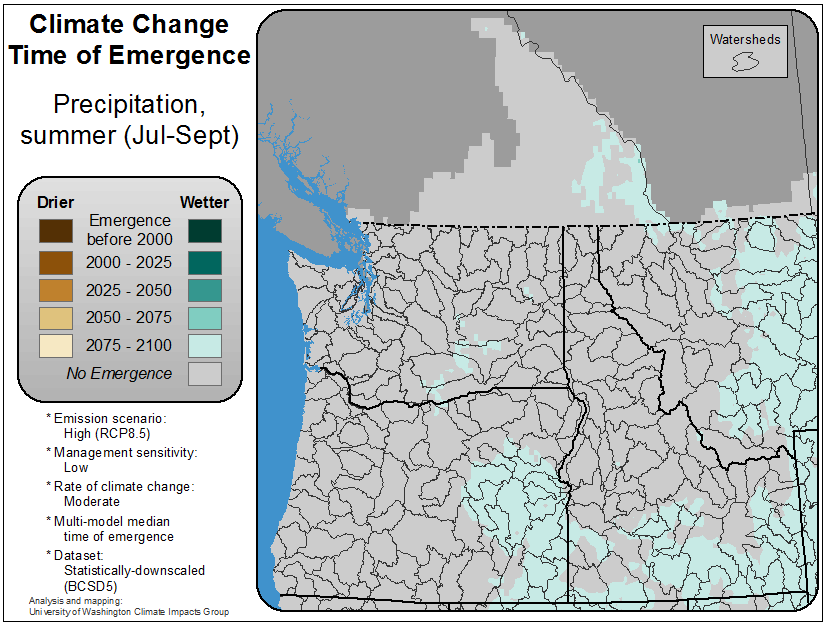 Climate Change
Time of Emergence
Precipitation,
summer (Jul-Sept)
Drier Wetter
Emergence
before 2000
2000 - 2025
2025 - 2050
2050 - 2075
2075 - 2100
No Emergence
* Emission scenario:
High (RCP8.5)
* Management sensitivity:
Low
* Rate of climate change:
Moderate
* Multi-model median
time of emergence
* Dataset:
Statistically-downscaled
(BCSD5)
Analysis and mapping:
University of Washington Climate Impacts Group
Watersheds